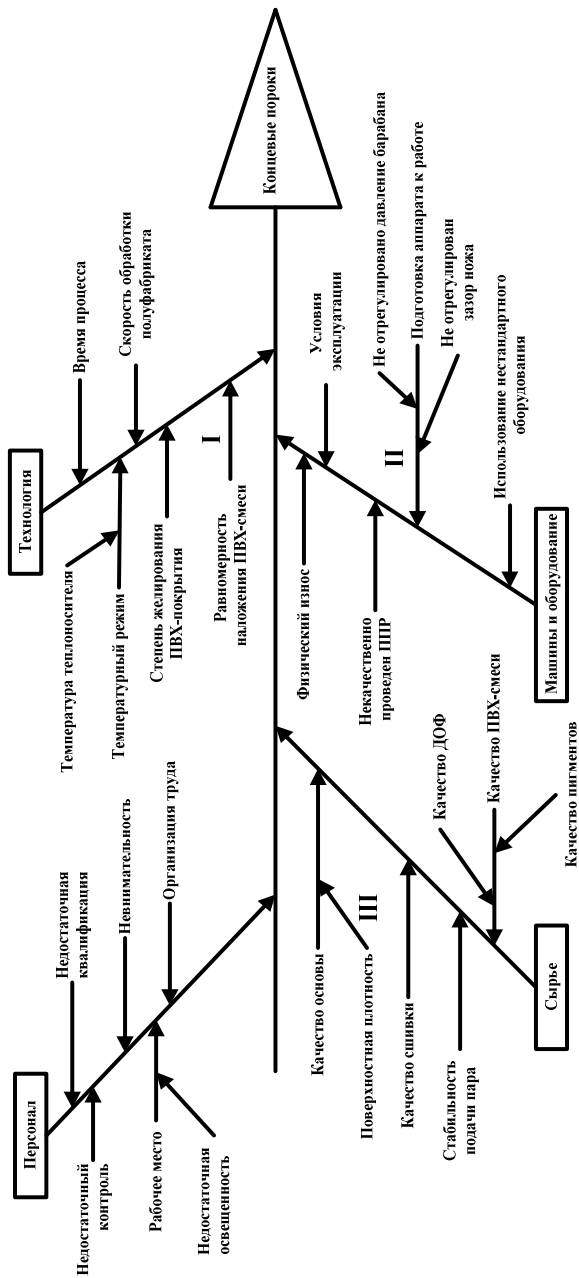 Персонал
Недостаточная
квалификация
Невнимательность
Организация труда
Недостаточный
контроль
Рабочее место
Недостаточная
освещенность
Технология
Время процесса
Скорость обработки
полуфабриката
Температура теплоносителя
Температурный режим
Степень желирования
ПВХ-покрытия
Равномерность
наложения ПВХ-смеси
I
Концевые пороки
Сырье
Качество основы
Поверхностная плотность
III
Качество сшивки
Стабильность
подачи пара
Качество ДОФ
Качество ПВХ-смеси
Качество пигментов
Машины и оборудование
Физический износ
Некачественно
проведен ППР
Условия
эксплуатации
II
Не отрегулировано давление барабана
Подготовка аппарата к работе
Не отрегулирован
зазор ножа
Использование нестандартного
оборудования